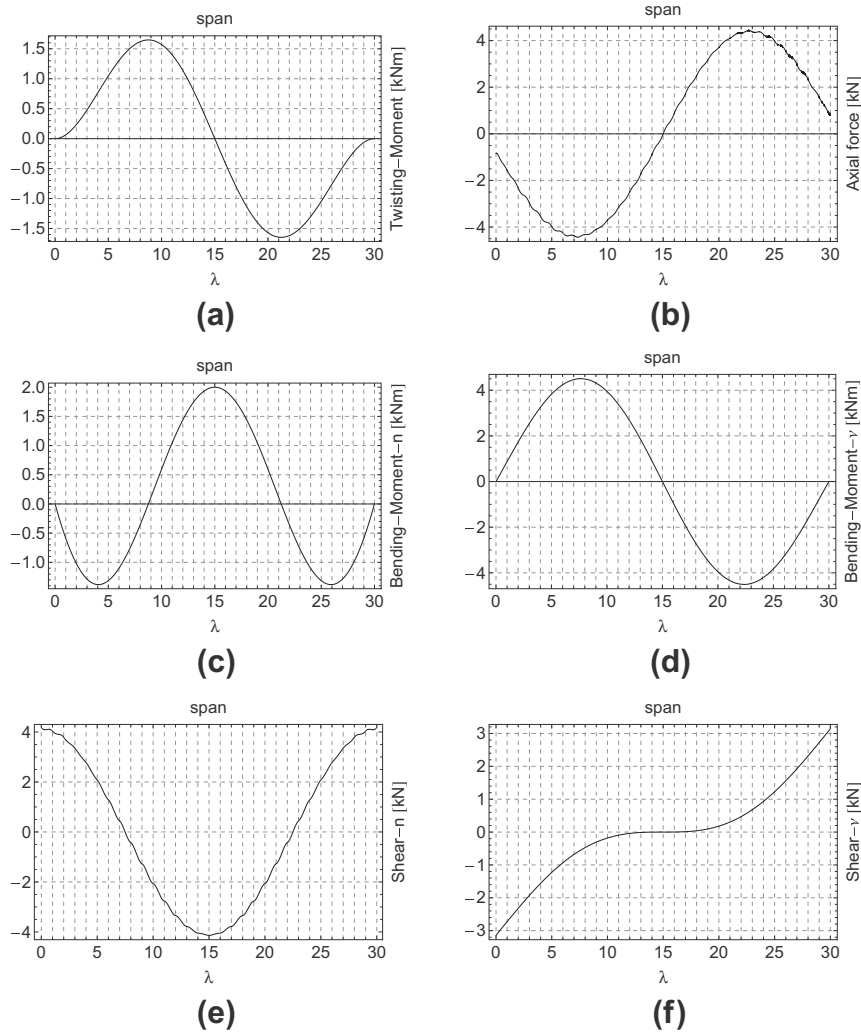 span
1.5
1.0
0.5
0.0
−0.5
−1.0
−1.5
Twisting−Moment [kNm]
0 5 10 15 20 25 30
λ
(a)
span
4
2
0
−2
−4
Axial force [kN]
0 5 10 15 20 25 30
λ
(b)
span
2.0
1.5
1.0
0.5
0.0
−0.5
−1.0
Bending−Moment−n [kNm]
0 5 10 15 20 25 30
λ
(c)
span
4
2
0
−2
−4
Bending−Moment−ν [kNm]
0 5 10 15 20 25 30
λ
(d)
span
4
2
0
−2
−4
Shear−n [kN]
0 5 10 15 20 25 30
λ
(e)
span
3
2
1
0
−1
−2
−3
Shear−ν [kN]
0 5 10 15 20 25 30
λ
(f)